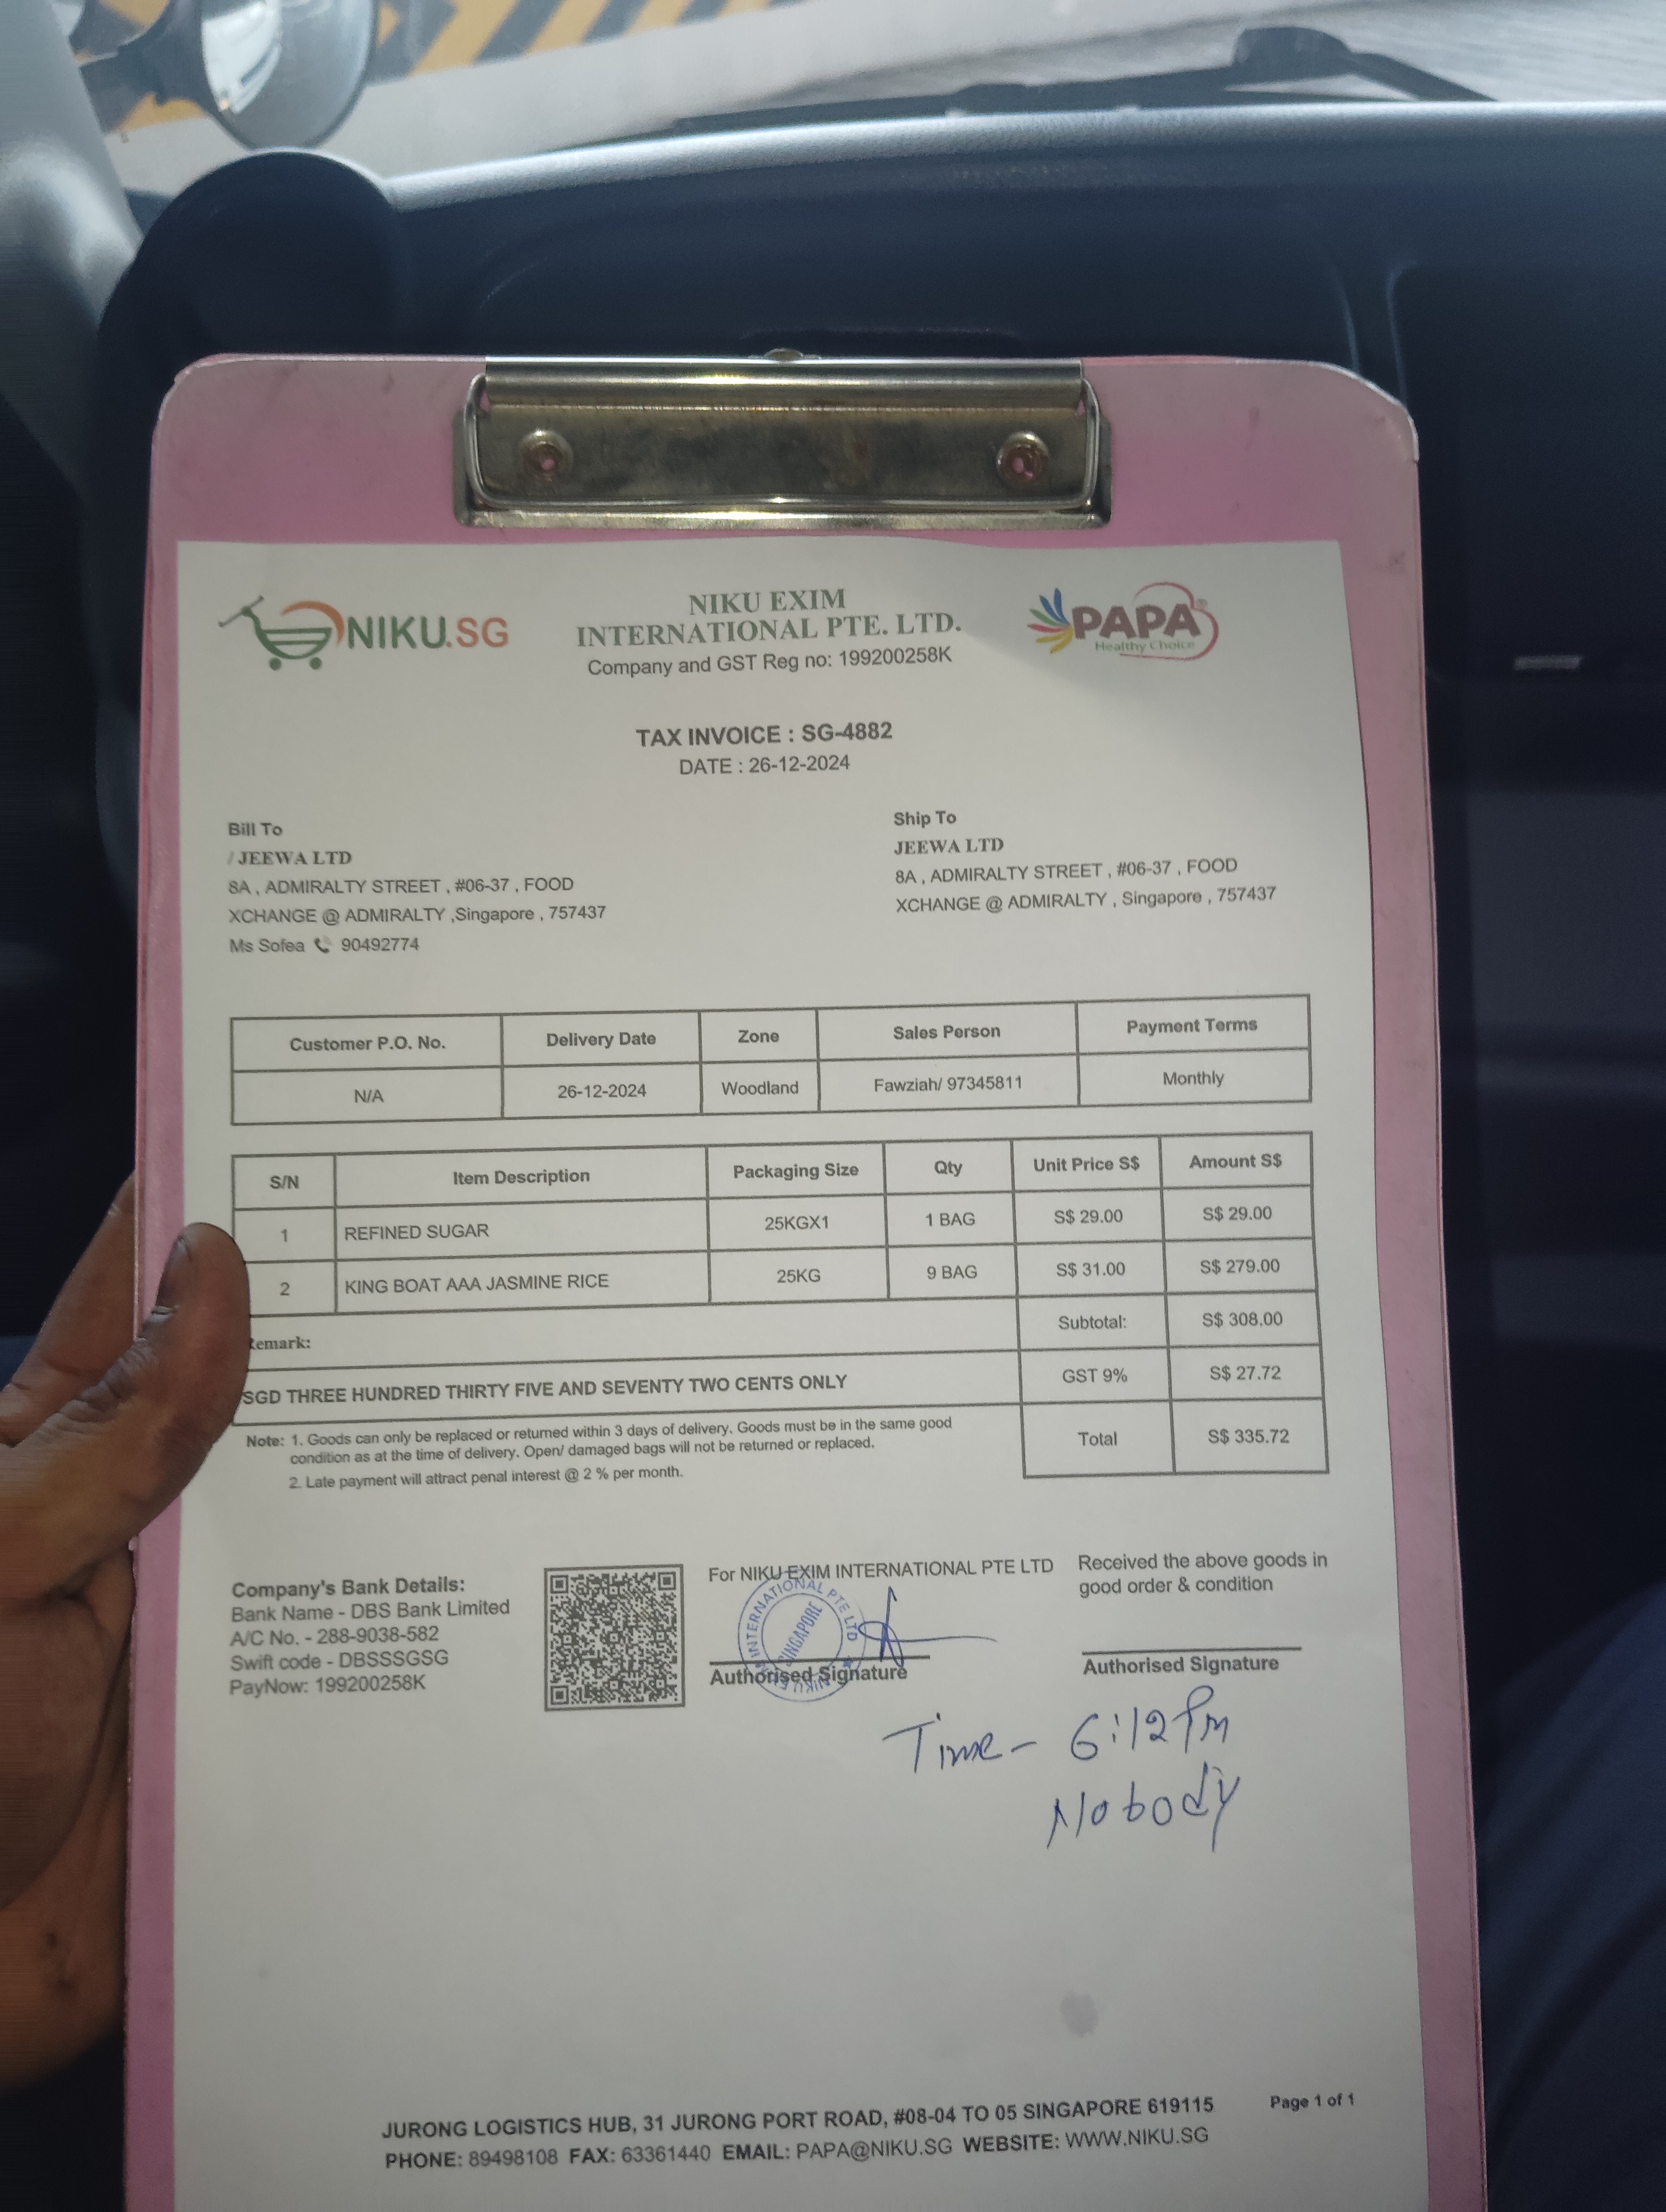 NIKU.SG
NIKU EXIM
INTERNATIONAL PTE. LTD.
Company and GST Reg no: 199200258K
PAPA®
Healthy Choice
TAX INVOICE : SG-4882
DATE : 26-12-2024
Bill To
/ JEEWA LTD
8A , ADMIRALTY STREET , #06-37 , FOOD
XCHANGE @ ADMIRALTY ,Singapore , 757437
Ms Sofea 90492774
Ship To
JEEWA LTD
8A , ADMIRALTY STREET , #06-37 , FOOD
XCHANGE @ ADMIRALTY , Singapore , 757437
Customer P.O. No. Delivery Date Zone Sales Person Payment Terms
N/A 26-12-2024 Woodland Fawziah/ 97345811 Monthly
S/N Item Description Packaging Size Qty Unit Price S$ Amount S$
1 REFINED SUGAR 25KGX1 1 BAG S$ 29.00 S$ 29.00
2 KING BOAT AAA JASMINE RICE 25KG 9 BAG S$ 31.00 S$ 279.00
emark: Subtotal: S$ 308.00
SGD THREE HUNDRED THIRTY FIVE AND SEVENTY TWO CENTS ONLY GST 9% S$ 27.72
Total S$ 335.72
Note: 1. Goods can only be replaced or returned within 3 days of delivery. Goods must be in the same good
condition as at the time of delivery. Open/ damaged bags will not be returned or replaced.
2. Late payment will attract penal interest @ 2 % per month.
Company's Bank Details:
Bank Name - DBS Bank Limited
A/C No. - 288-9038-582
Swift code - DBSSSGSG
PayNow: 199200258K
For NIKU EXIM INTERNATIONAL PTE LTD
INTERNATIONAL PTE LTD
SINGAPORE
NIKU
Authorised Signature
Received the above goods in
good order & condition
Authorised Signature
Time - 6:12 Pm
Nobody
JURONG LOGISTICS HUB, 31 JURONG PORT ROAD, #08-04 TO 05 SINGAPORE 619115
PHONE: 89498108 FAX: 63361440 EMAIL: PAPA@NIKU.SG WEBSITE: WWW.NIKU.SG
Page 1 of 1